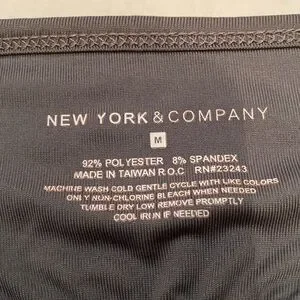 NEW YORK & COMPANY
M
92% POLYESTER 8% SPANDEX
MADE IN TAIWAN R.O.C RN#23243
MACHINE WASH COLD GENTLE CYCLE WITH LIKE COLORS
ONLY NON-CHLORINE BLEACH WHEN NEEDED
TUMBLE DRY LOW REMOVE PROMPTLY
COOL IRON IF NEEDED